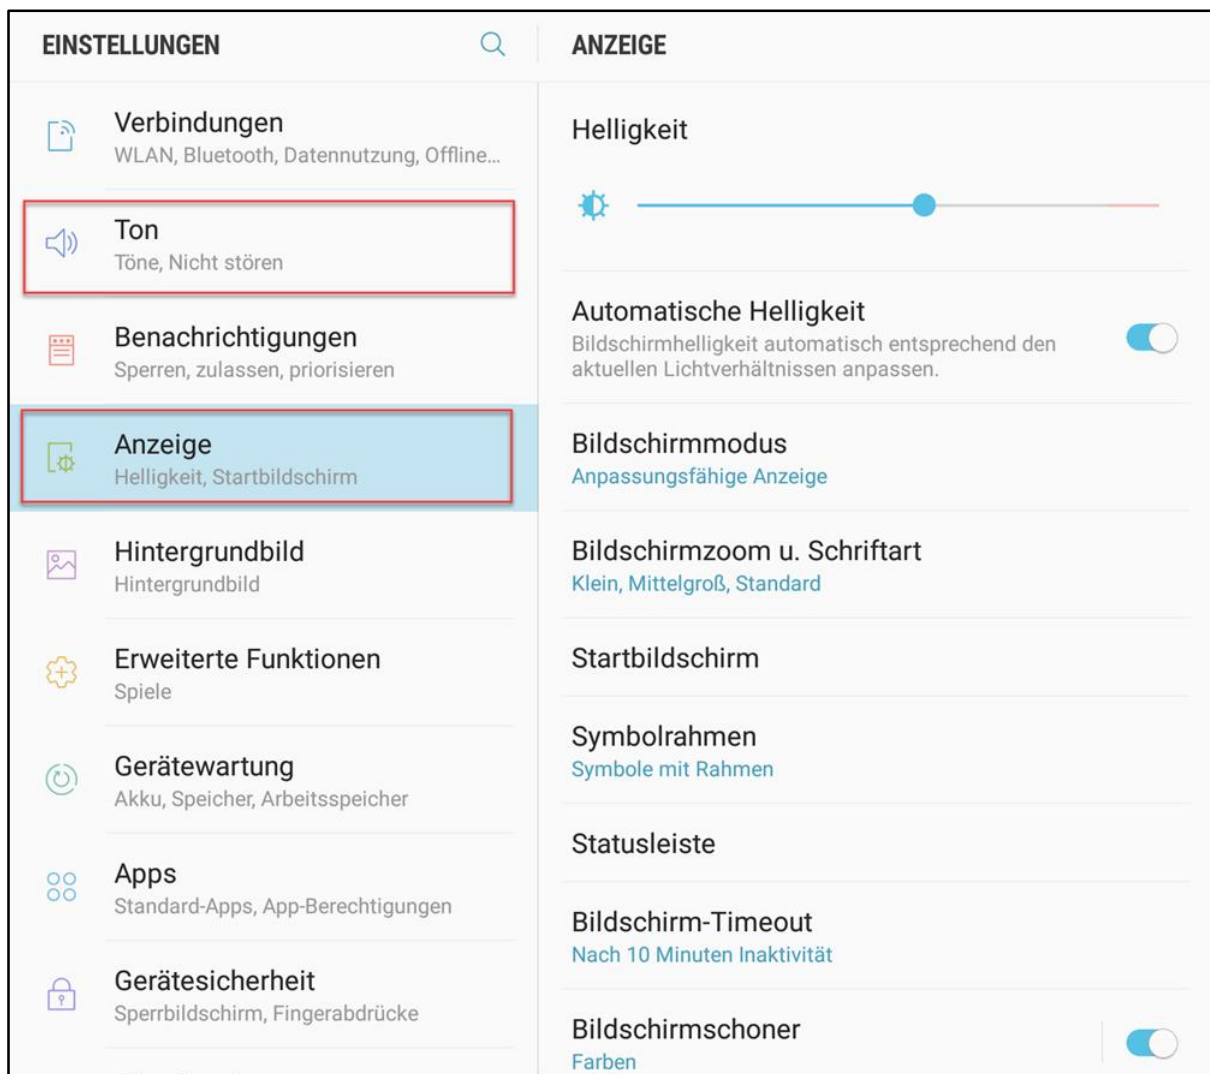 EINSTELLUNGEN
Verbindungen
WLAN, Bluetooth, Datennutzung, Offline...
Ton
Töne, Nicht stören
Benachrichtigungen
Sperren, zulassen, priorisieren
Anzeige
Helligkeit, Startbildschirm
Hintergrundbild
Hintergrundbild
Erweiterte Funktionen
Spiele
Gerätewartung
Akku, Speicher, Arbeitsspeicher
Apps
Standard-Apps, App-Berechtigungen
Gerätesicherheit
Sperrbildschirm, Fingerabdrücke
ANZEIGE
Helligkeit
Automatische Helligkeit
Bildschirmhelligkeit automatisch entsprechend den
aktuellen Lichtverhältnissen anpassen.
Bildschirmmodus
Anpassungsfähige Anzeige
Bildschirmzoom u. Schriftart
Klein, Mittelgroß, Standard
Startbildschirm
Symbolrahmen
Symbole mit Rahmen
Statusleiste
Bildschirm-Timeout
Nach 10 Minuten Inaktivität
Bildschirmschoner
Farben